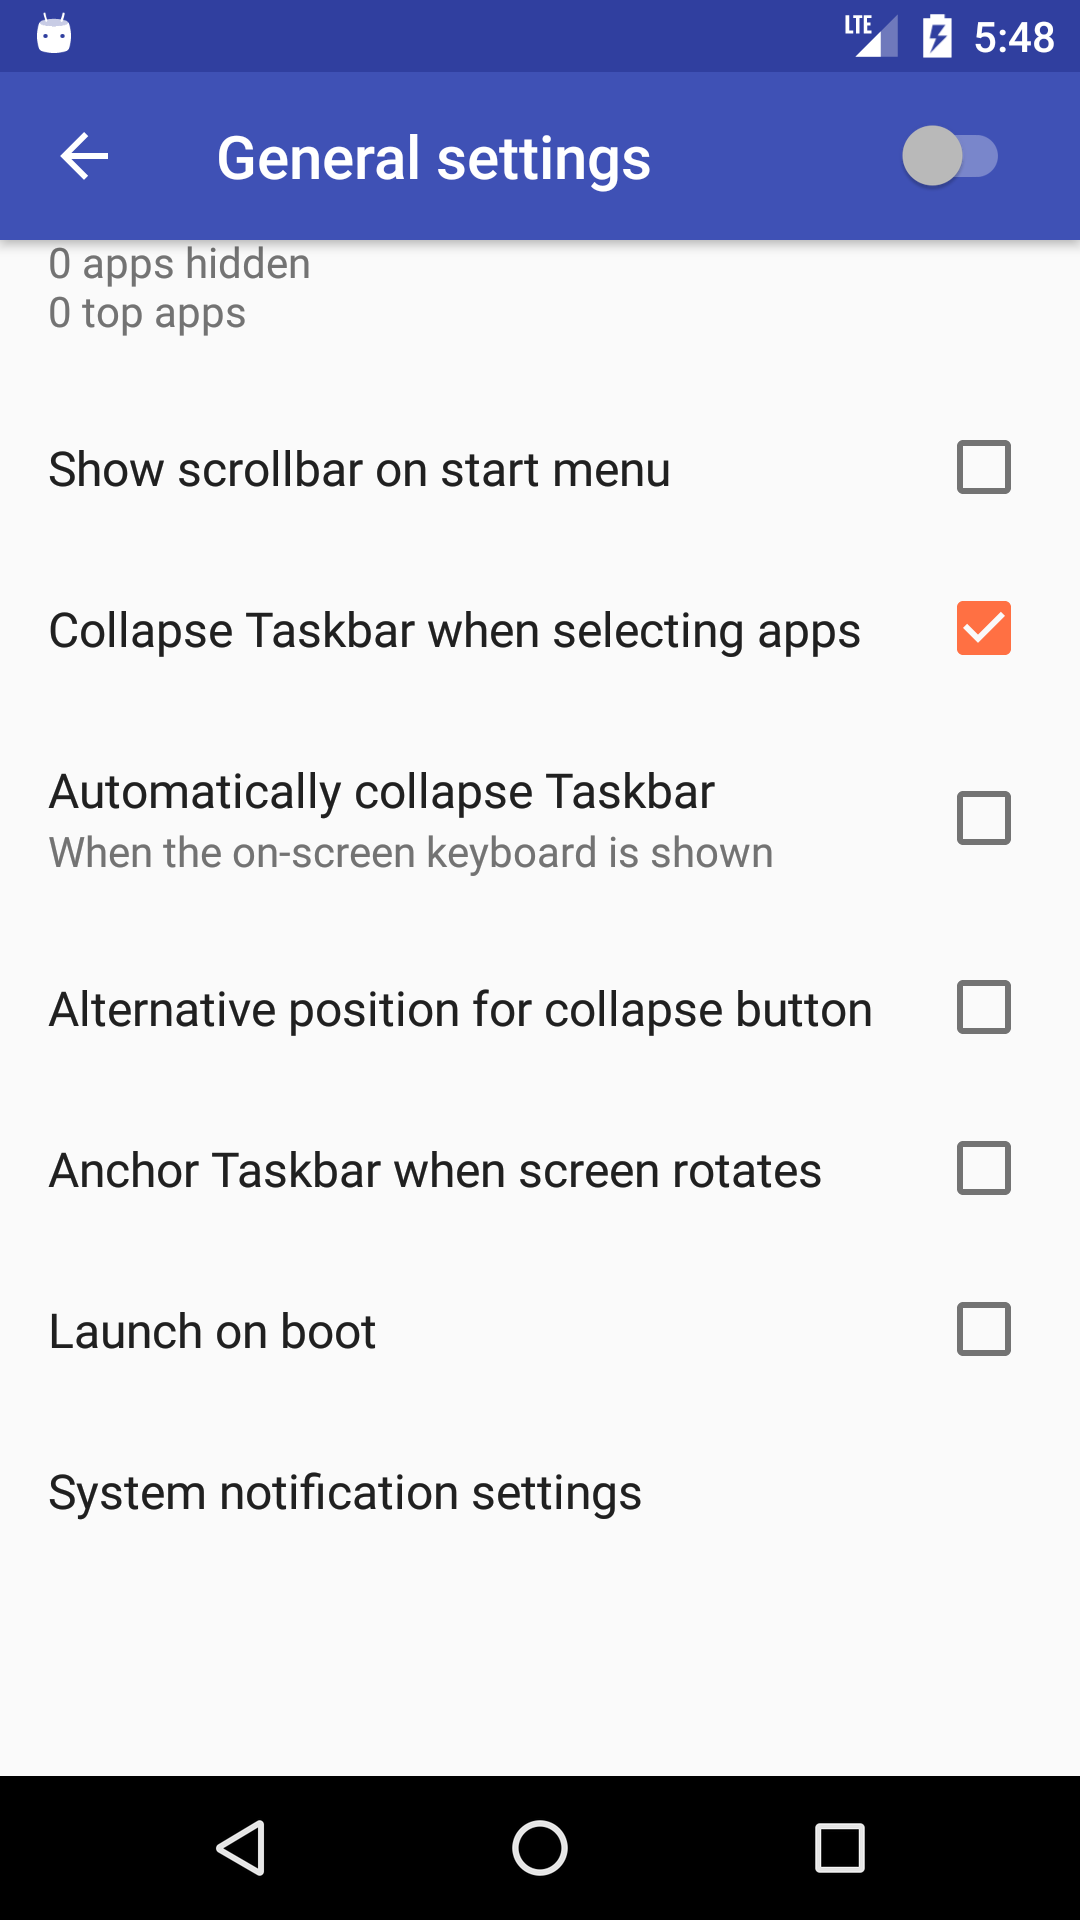 LTE 5:48
General settings
0 apps hidden
0 top apps
Show scrollbar on start menu
Collapse Taskbar when selecting apps
Automatically collapse Taskbar
When the on-screen keyboard is shown
Alternative position for collapse button
Anchor Taskbar when screen rotates
Launch on boot
System notification settings